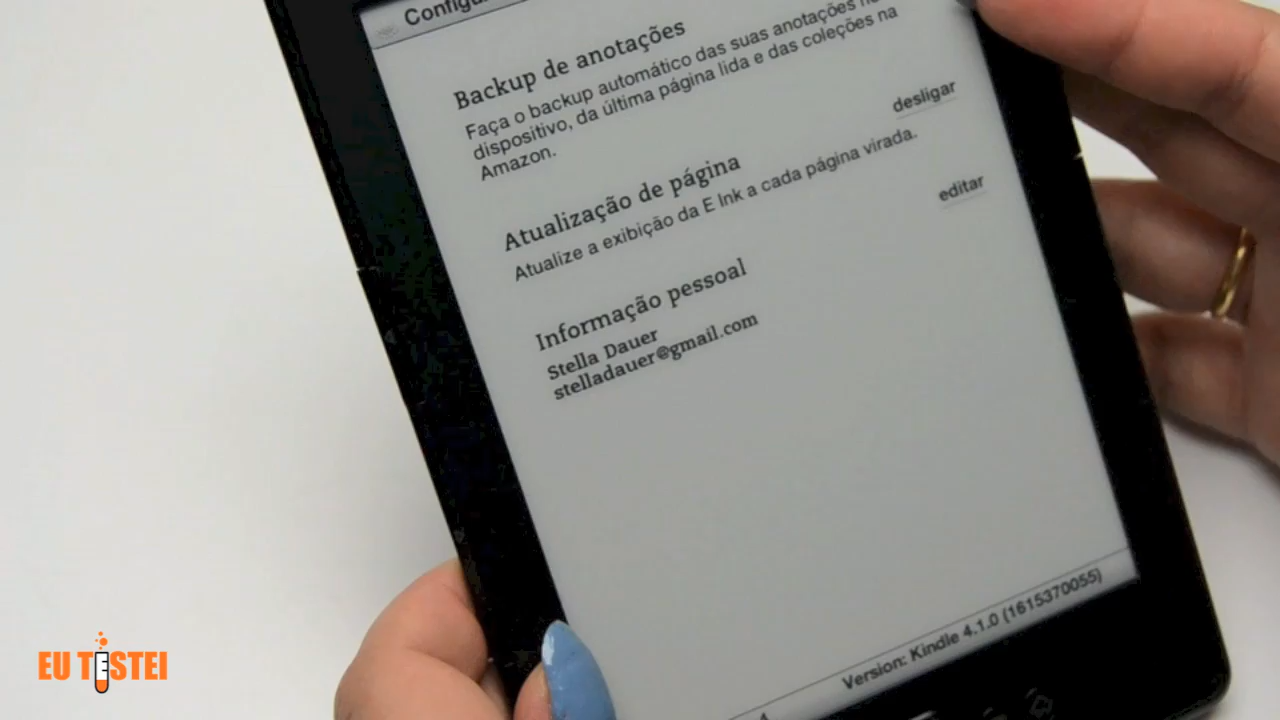 Backup de anotações
Faça o backup automático das suas anotações
dispositivo, da última página lida e das coleções na
Amazon.
desligar
Atualização de página
Atualize a exibição da E Ink a cada página virada.
editar
Informação pessoal
Stella Dauer
stelladauer@gmail.com
Version: Kindle 4.1.0 (1615370055)
EU TESTEI